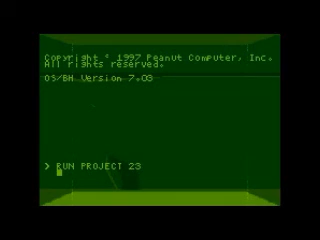 Copyright © 1997 Peanut Computer, Inc.
All rights reserved.
OS/BH Version 7.03
> RUN PROJECT 23